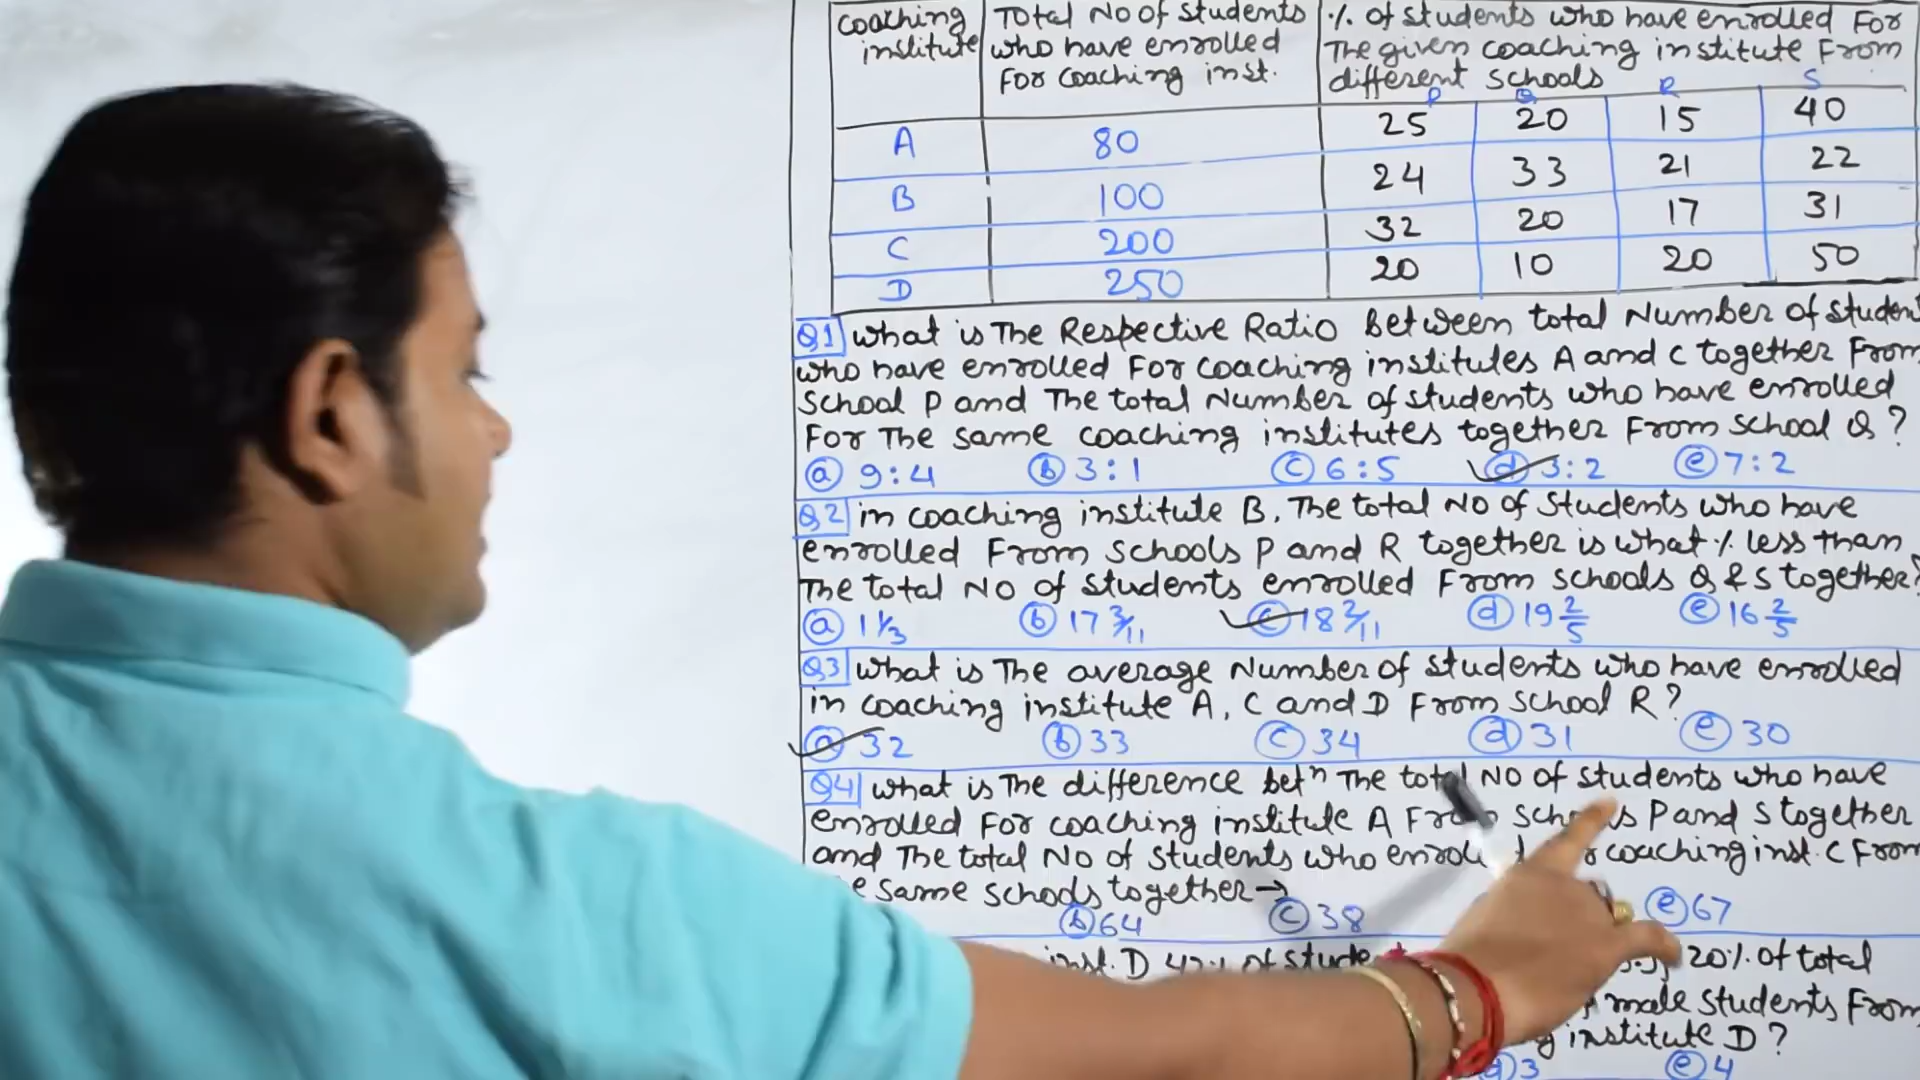 Coaching institute
Total No of students who have enrolled For coaching inst.
% of students who have enrolled For The given coaching institute From different schools
P Q R S
A 80 25 20 15 40
B 100 24 33 21 22
C 200 32 20 17 31
D 250 20 10 20 50
Q1 what is The Respective Ratio between total Number of student
who have enrolled For coaching institutes A and C together From
School P and The total Number of students who have enrolled
For The same coaching institutes together From school Q?
(a) 9:4 (b) 3:1 (c) 6:5 (d) 3:2 (e) 7:2
Q2 in coaching institute B, The total No of students who have
enrolled From schools P and R together is what % less than
The total No of students enrolled From schools Q & S together?
(a) 1 1/3 (b) 17 3/11 (c) 18 2/11 (d) 19 2/5 (e) 16 2/5
Q3 what is The average Number of students who have enrolled
in coaching institute A, C and D From school R?
(a) 32 (b) 33 (c) 34 (d) 31 (e) 30
Q4 what is The difference betn The total No of students who have
enrolled For coaching institute A From P and S together
and The total No of students who coaching inst. C From
same schools together →
(b) 64 (c) 38 (e) 67
inst. D 42% of 20% of total
male students From
institute D?
(d) 3 (e) 4